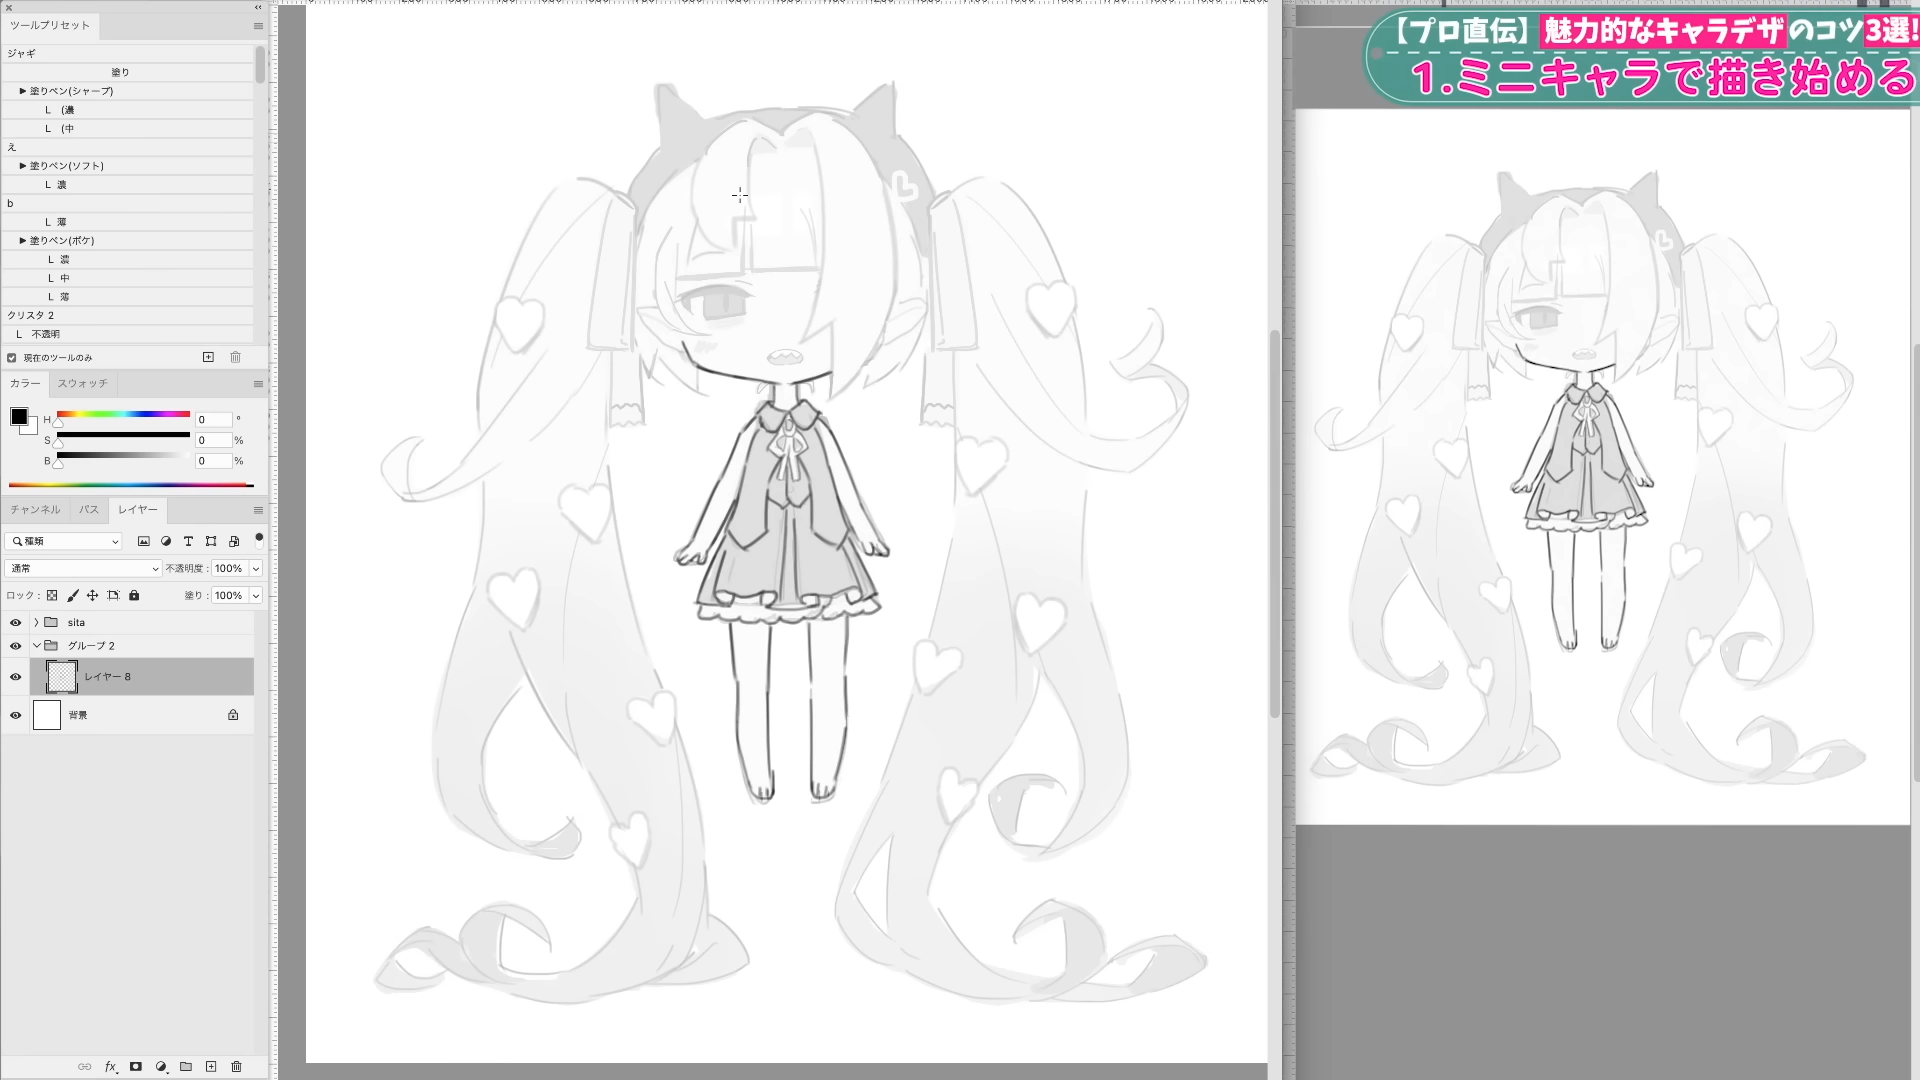 ツールプリセット
ジャギ
塗り
塗りペン(シャープ)
L (濃
L (中
え
塗りペン(ソフト)
L 濃
b
L 薄
塗りペン(ボケ)
L 濃
L 中
L 薄
クリスタ 2
L 不透明
現在のツールのみ
カラー スウォッチ
H 0 °
S 0 %
B 0 %
チャンネル パス レイヤー
種類
通常 不透明度 : 100%
ロック : 塗り : 100%
sita
グループ 2
レイヤー 8
背景
fx
【プロ直伝】魅力的なキャラデザのコツ3選!
1.ミニキャラで描き始める